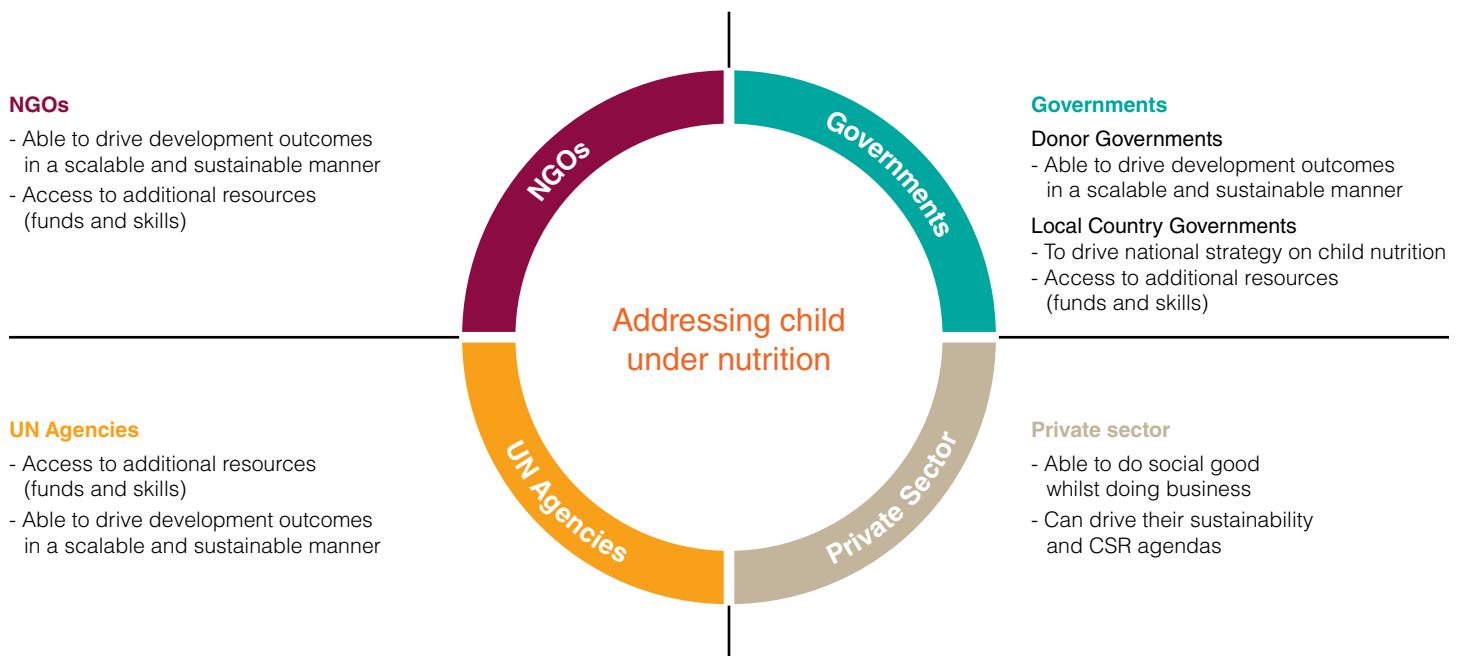 NGOs
- Able to drive development outcomes
in a scalable and sustainable manner
- Access to additional resources
(funds and skills)
NGOs
Governments
Governments
Donor Governments
- Able to drive development outcomes
in a scalable and sustainable manner
Local Country Governments
- To drive national strategy on child nutrition
- Access to additional resources
(funds and skills)
Addressing child
under nutrition
UN Agencies
- Access to additional resources
(funds and skills)
- Able to drive development outcomes
in a scalable and sustainable manner
UN Agencies
Private Sector
Private sector
- Able to do social good
whilst doing business
- Can drive their sustainability
and CSR agendas